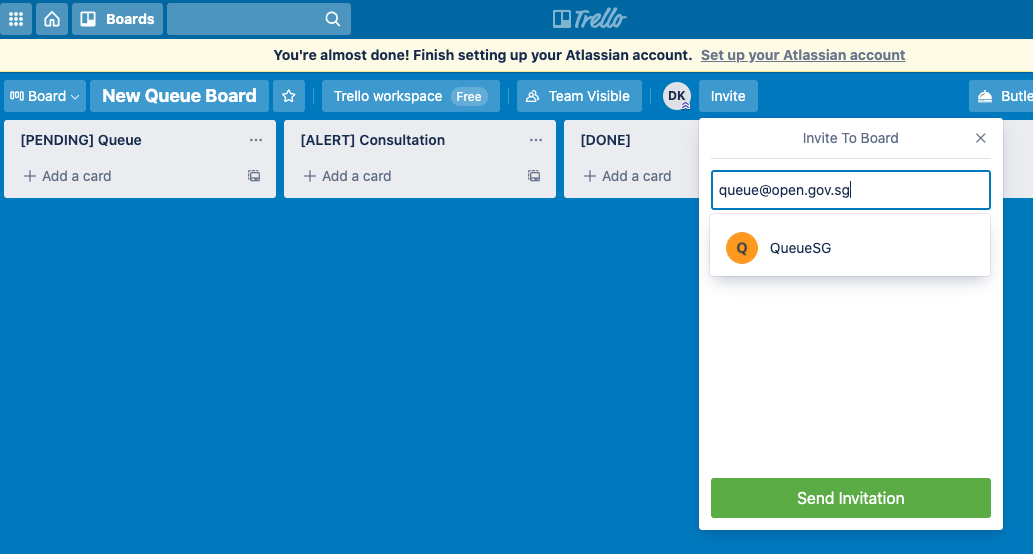 Boards
Trello
You're almost done! Finish setting up your Atlassian account. Set up your Atlassian account
Board
New Queue Board
Trello workspace Free
Team Visible
DK
Invite
Butle
[PENDING] Queue
[ALERT] Consultation
[DONE]
Add a card
Add a card
Add a card
Invite To Board
queue@open.gov.sg
Q QueueSG
Send Invitation